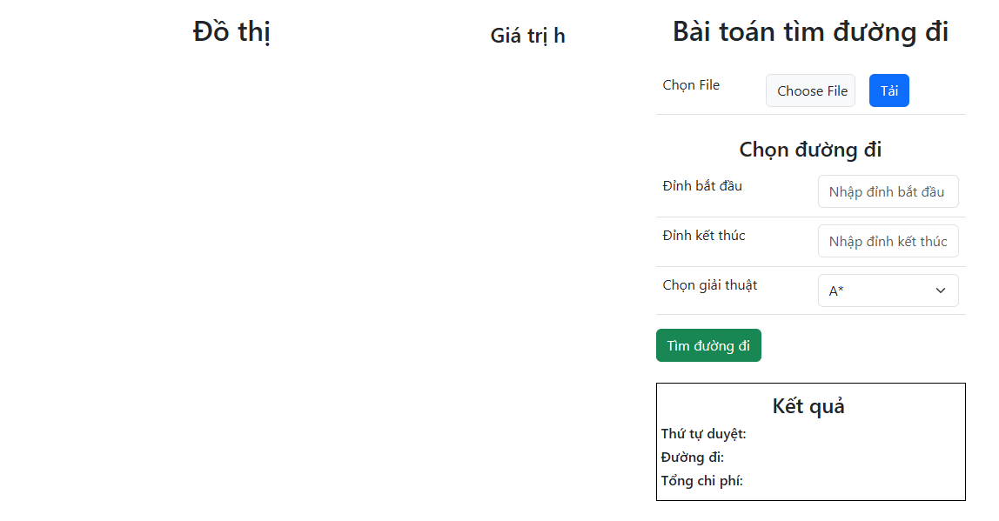 Đồ thị
Giá trị h
Bài toán tìm đường đi
Chọn File
Choose File
Tải
Chọn đường đi
Đỉnh bắt đầu
Nhập đỉnh bắt đầu
Đỉnh kết thúc
Nhập đỉnh kết thúc
Chọn giải thuật
A*
Tìm đường đi
Kết quả
Thứ tự duyệt:
Đường đi:
Tổng chi phí: